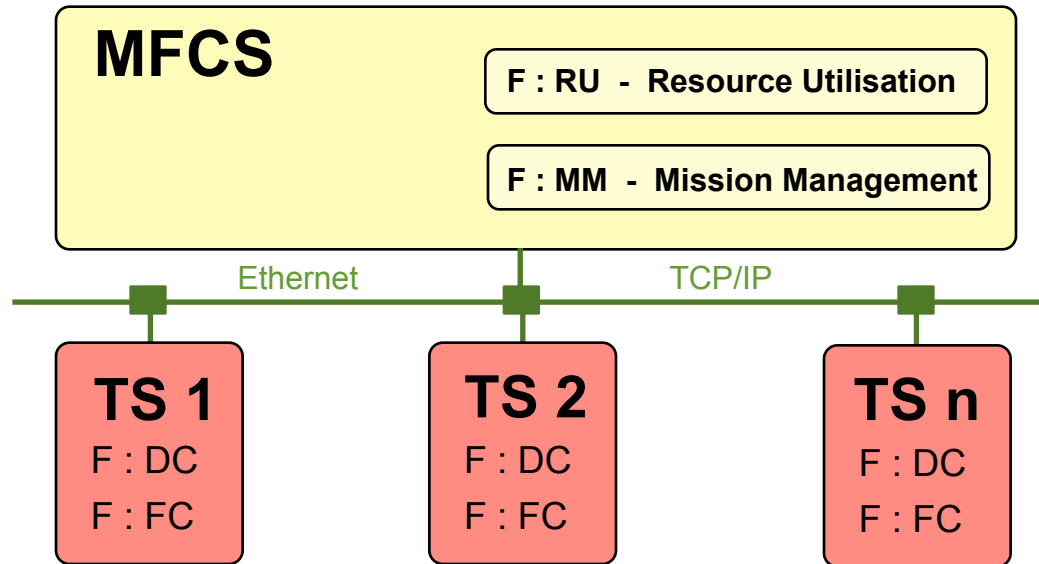 MFCS
F : RU - Resource Utilisation
F : MM - Mission Management
Ethernet
TCP/IP
TS 1
F : DC
F : FC
TS 2
F : DC
F : FC
TS n
F : DC
F : FC